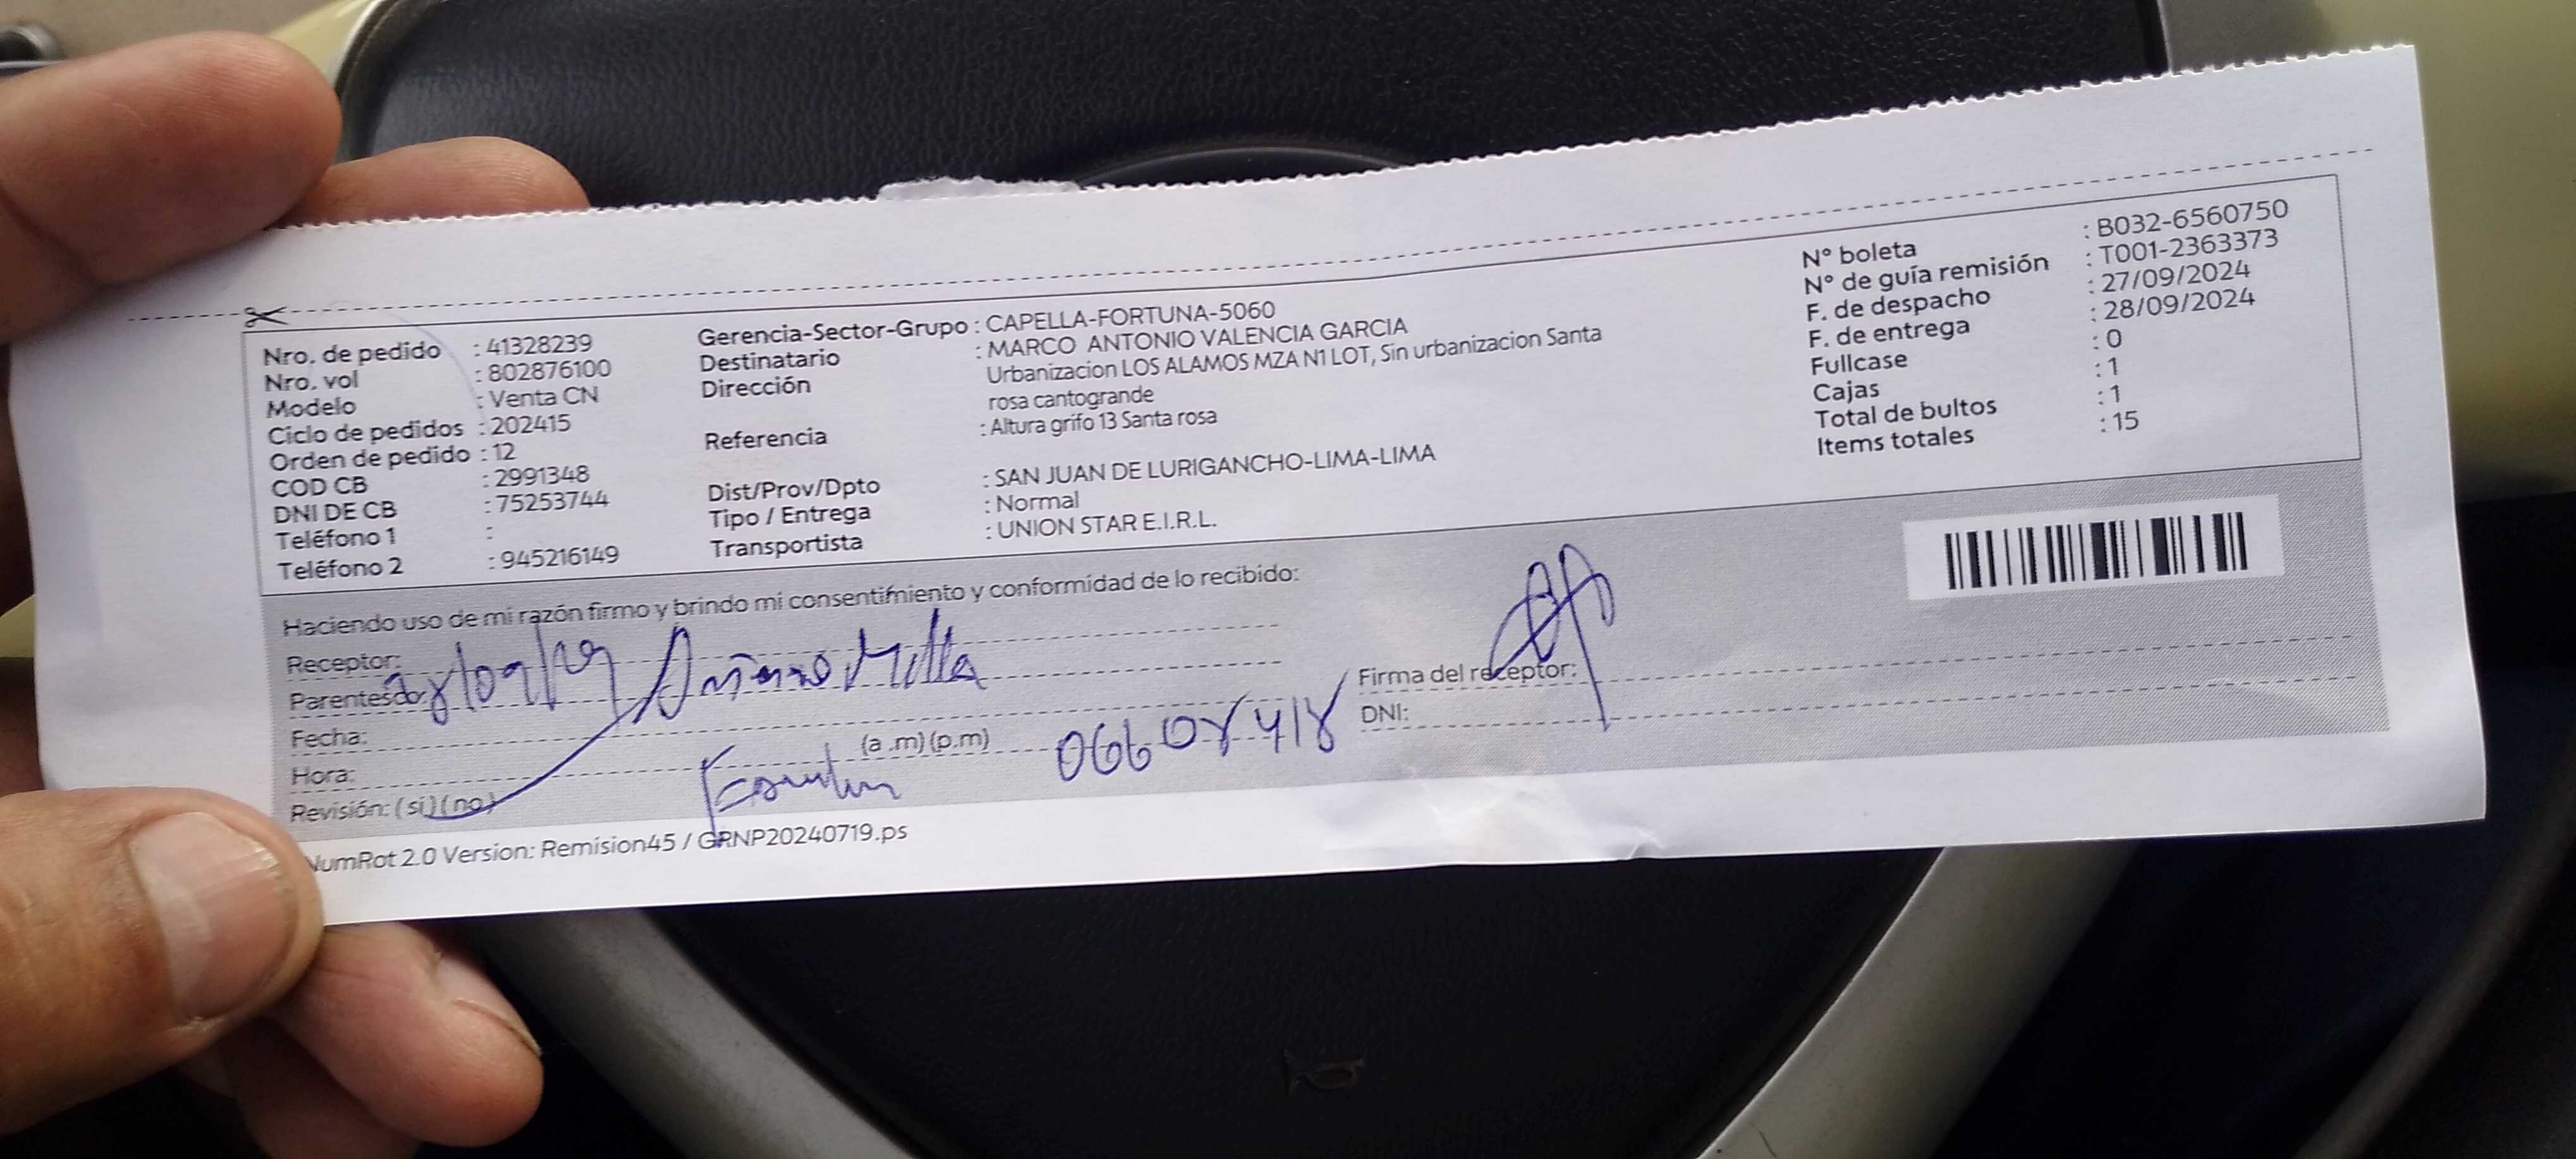 Nro. de pedido : 41328239
Nro. vol : 802876100
Modelo : Venta CN
Ciclo de pedidos : 202415
Orden de pedido : 12
COD CB : 2991348
DNI DE CB : 75253744
Teléfono 1 :
Teléfono 2 : 945216149
Gerencia-Sector-Grupo : CAPELLA-FORTUNA-5060
Destinatario : MARCO ANTONIO VALENCIA GARCIA
Dirección Urbanizacion LOS ALAMOS MZA N1 LOT, Sin urbanizacion Santa
rosa cantogrande
Referencia : Altura grifo 13 Santa rosa
Dist/Prov/Dpto : SAN JUAN DE LURIGANCHO-LIMA-LIMA
Tipo / Entrega : Normal
Transportista : UNION STAR E.I.R.L.
N° boleta : B032-6560750
N° de guía remisión : T001-2363373
F. de despacho : 27/09/2024
F. de entrega : 28/09/2024
Fullcase : 0
Cajas : 1
Total de bultos : 1
Items totales : 15
Haciendo uso de mi razón firmo y brindo mi consentimiento y conformidad de lo recibido:
Receptor:
Parentesco:
Fecha:
Hora: (a .m) (p.m)
Revisión: (si) (no)
Firma del receptor:
DNI:
NumRot 2.0 Version: Remision45 / GRNP20240719.ps